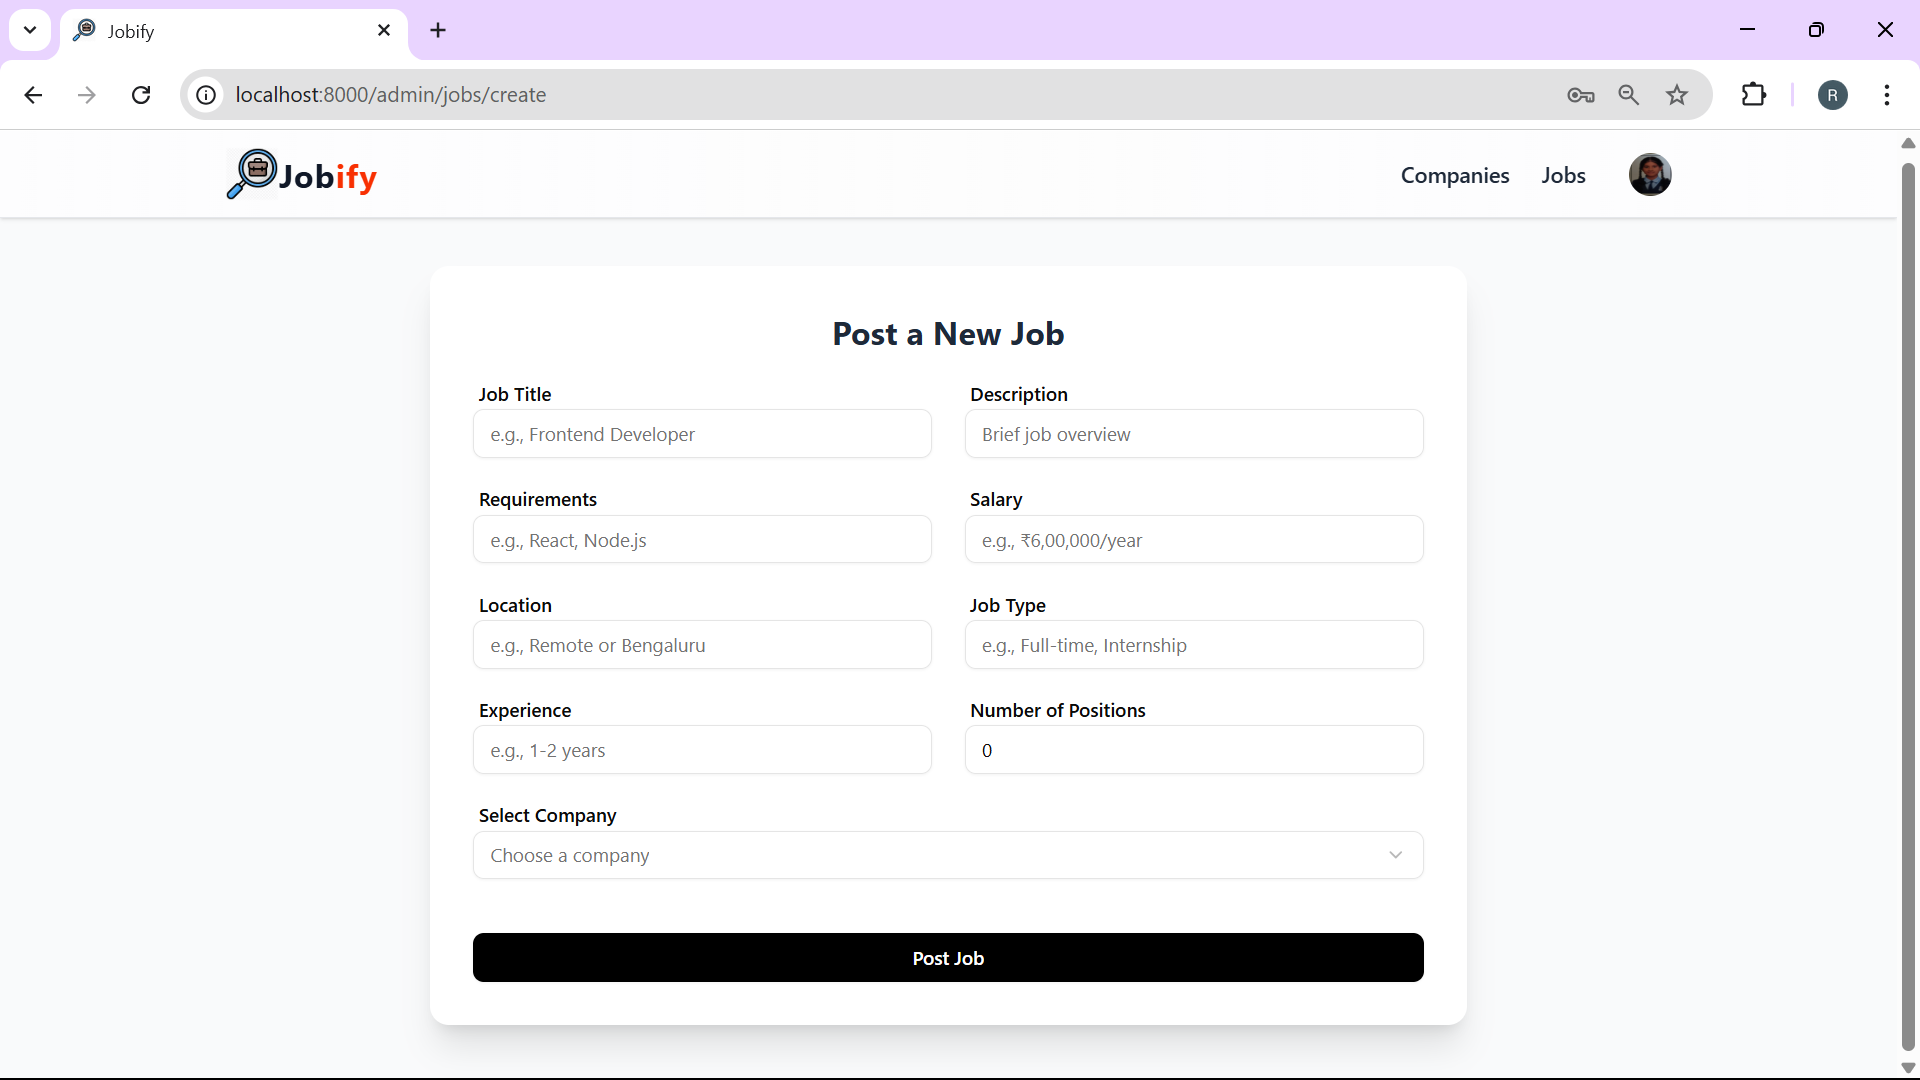 Jobify
localhost:8000/admin/jobs/create
R
Jobify
Companies Jobs
Post a New Job
Job Title Description
e.g., Frontend Developer Brief job overview
Requirements Salary
e.g., React, Node.js e.g., ₹6,00,000/year
Location Job Type
e.g., Remote or Bengaluru e.g., Full-time, Internship
Experience Number of Positions
e.g., 1-2 years 0
Select Company
Choose a company
Post Job